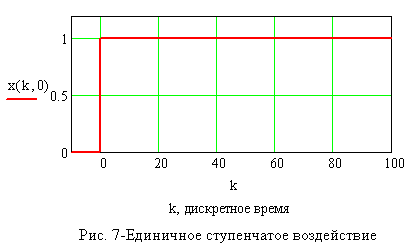 1
x(k,0)
0.5
0
0 20 40 60 80 100
k
k, дискретное время
Рис. 7-Единичное ступенчатое воздействие